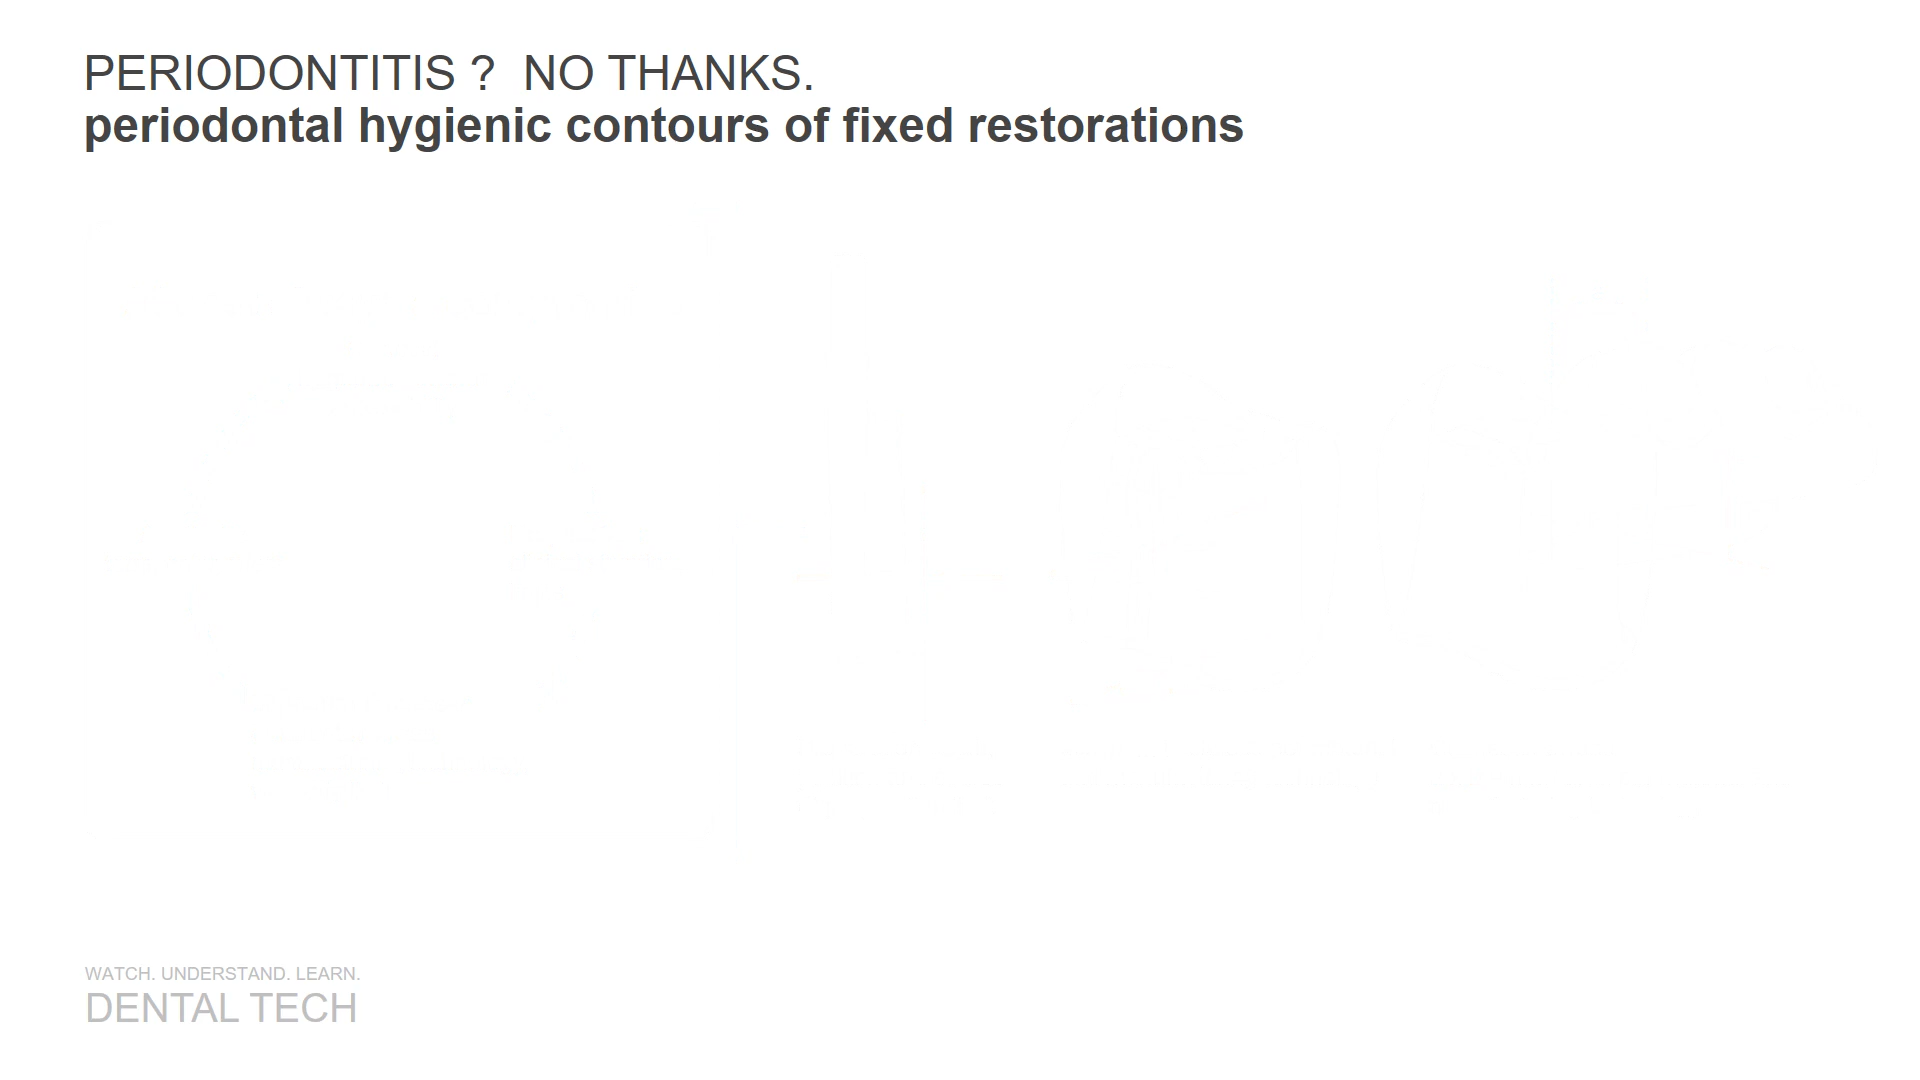 PERIODONTITIS ? NO THANKS.
periodontal hygienic contours of fixed restorations
WATCH. UNDERSTAND. LEARN.
DENTAL TECH